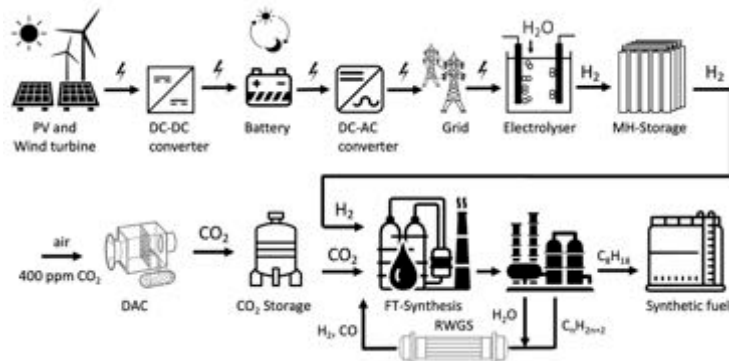 H₂O
H₂
H₂
PV and
Wind turbine
DC-DC
converter
Battery
DC-AC
converter
Grid
Electrolyser
MH-Storage
air
400 ppm CO₂
DAC
CO₂
CO₂ Storage
H₂
CO₂
FT-Synthesis
C₈H₁₈
Synthetic fuel
H₂O
CₙH₂ₙ₊₂
RWGS
H₂, CO